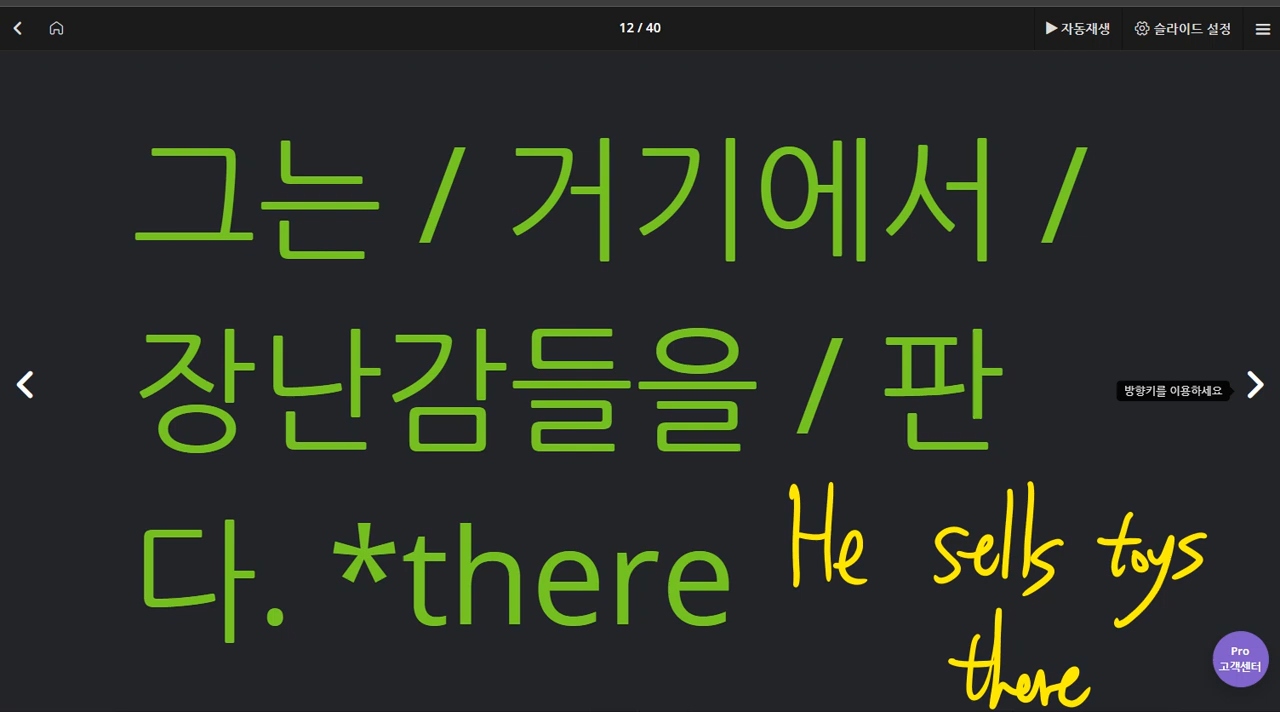 12 / 40
▶ 자동재생
슬라이드 설정
그는 / 거기에서 /
장난감들을 / 판
방향키를 이용하세요
다. *there
He sells toys
there
Pro
고객센터